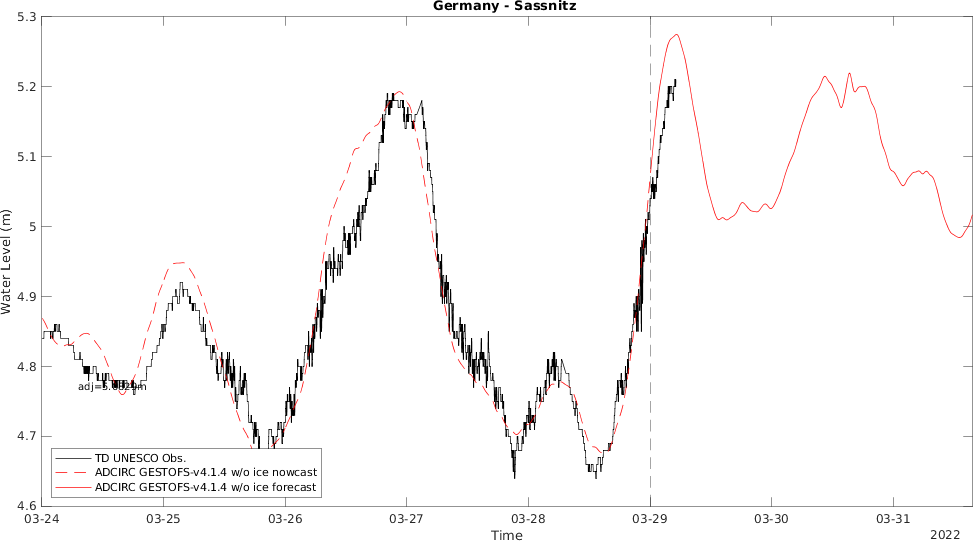 Germany - Sassnitz
5.3
5.2
5.1
5
4.9
4.8
4.7
4.6
Water Level (m)
TD UNESCO Obs.
ADCIRC GESTOFS-v4.1.4 w/o ice nowcast
ADCIRC GESTOFS-v4.1.4 w/o ice forecast
03-24
03-25
03-26
03-27
03-28
03-29
03-30
03-31
Time
2022